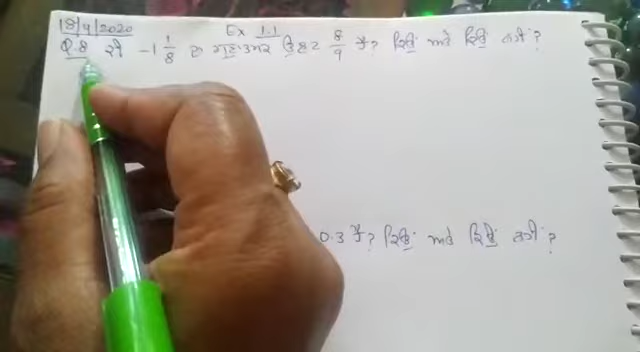 18/4/2020 Ex 1.1
Q.8 ਕੀ -1 1/8 ਦਾ ਗੁਣਾਤਮਕ ਉਲਟ 8/9 ਹੈ? ਕਿਉਂ ਅਤੇ ਕਿਉਂ ਨਹੀਂ?
0.3 ਹੈ? ਕਿਉਂ ਅਤੇ ਕਿਉਂ ਨਹੀਂ?